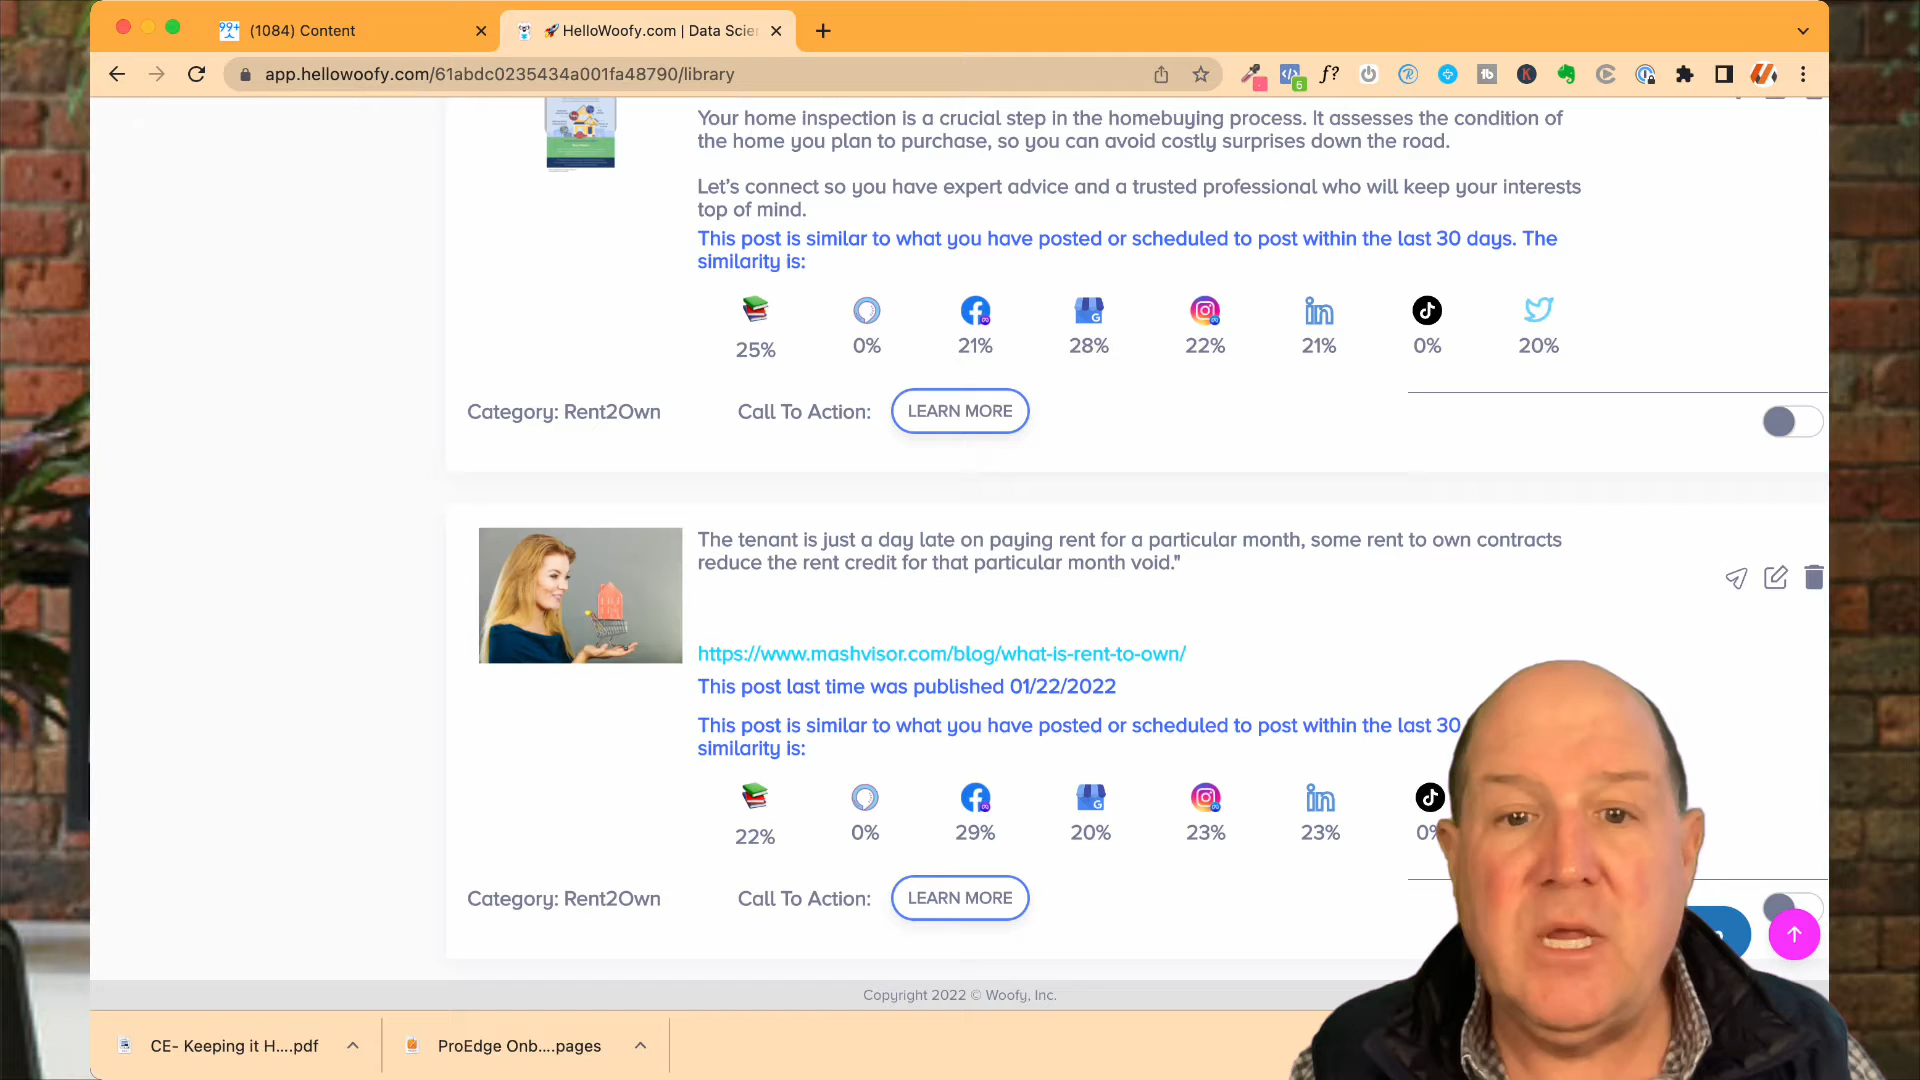 99+
(1084) Content
🚀 HelloWoofy.com | Data Scie
app.hellowoofy.com/61abdc0235434a001fa48790/library
f?
5
tb
K
Your home inspection is a crucial step in the homebuying process. It assesses the condition of
the home you plan to purchase, so you can avoid costly surprises down the road.
Let's connect so you have expert advice and a trusted professional who will keep your interests
top of mind.
This post is similar to what you have posted or scheduled to post within the last 30 days. The
similarity is:
25% 0% 21% 28% 22% 21% 0% 20%
Category: Rent2Own Call To Action: LEARN MORE
The tenant is just a day late on paying rent for a particular month, some rent to own contracts
reduce the rent credit for that particular month void."
https://www.mashvisor.com/blog/what-is-rent-to-own/
This post last time was published 01/22/2022
This post is similar to what you have posted or scheduled to post within the last 30
similarity is:
22% 0% 29% 20% 23% 23% 0%
Category: Rent2Own Call To Action: LEARN MORE
Copyright 2022 © Woofy, Inc.
CE- Keeping it H....pdf
ProEdge Onb....pages